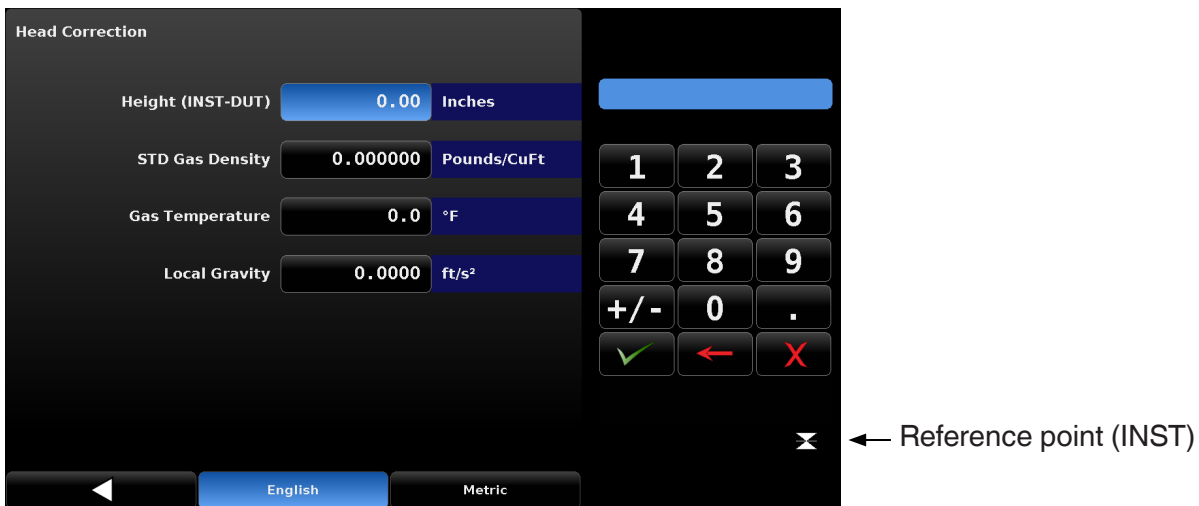 Head Correction
Height (INST-DUT) 0.00 Inches
STD Gas Density 0.000000 Pounds/CuFt
Gas Temperature 0.0 °F
Local Gravity 0.0000 ft/s²
1 2 3
4 5 6
7 8 9
+/- 0 .
X
Reference point (INST)
English Metric